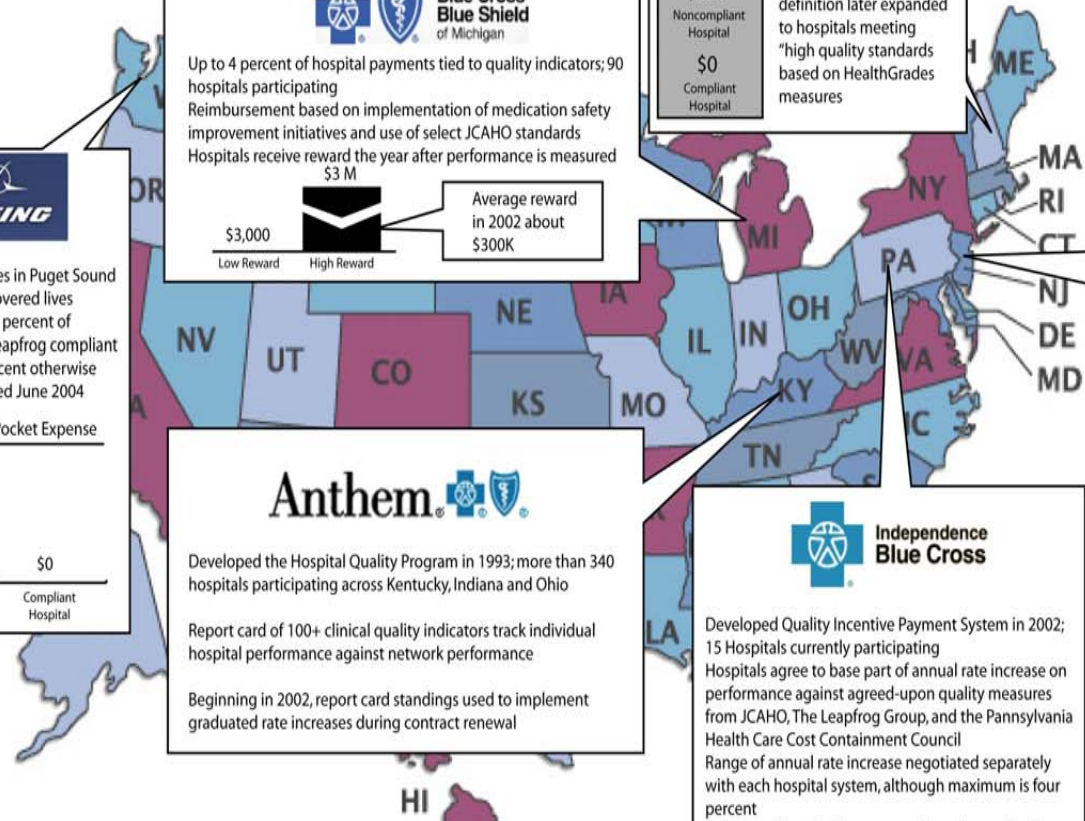 Blue Cross
Blue Shield
of Michigan
Up to 4 percent of hospital payments tied to quality indicators; 90
hospitals participating
Reimbursement based on implementation of medication safety
improvement initiatives and use of select JCAHO standards
Hospitals receive reward the year after performance is measured
$3 M
$3,000
Low Reward
High Reward
Average reward
in 2002 about
$300K
Noncompliant
Hospital
$0
Compliant
Hospital
definition later expanded
to hospitals meeting
"high quality standards
based on HealthGrades
measures
ME
MA
RI
CT
NJ
DE
MD
NY
PA
MI
OR
NV
UT
CO
NE
KS
IA
MO
IL
IN
OH
WV
VA
KY
TN
LA
HI
es in Puget Sound
overed lives
percent of
eapfrog compliant
cent otherwise
ed June 2004
Pocket Expense
$0
Compliant
Hospital
Anthem
Developed the Hospital Quality Program in 1993; more than 340
hospitals participating across Kentucky, Indiana and Ohio
Report card of 100+ clinical quality indicators track individual
hospital performance against network performance
Beginning in 2002, report card standings used to implement
graduated rate increases during contract renewal
Independence
Blue Cross
Developed Quality Incentive Payment System in 2002;
15 Hospitals currently participating
Hospitals agree to base part of annual rate increase on
performance against agreed-upon quality measures
from JCAHO, The Leapfrog Group, and the Pannsylvania
Health Care Cost Containment Council
Range of annual rate increase negotiated separately
with each hospital system, although maximum is four
percent